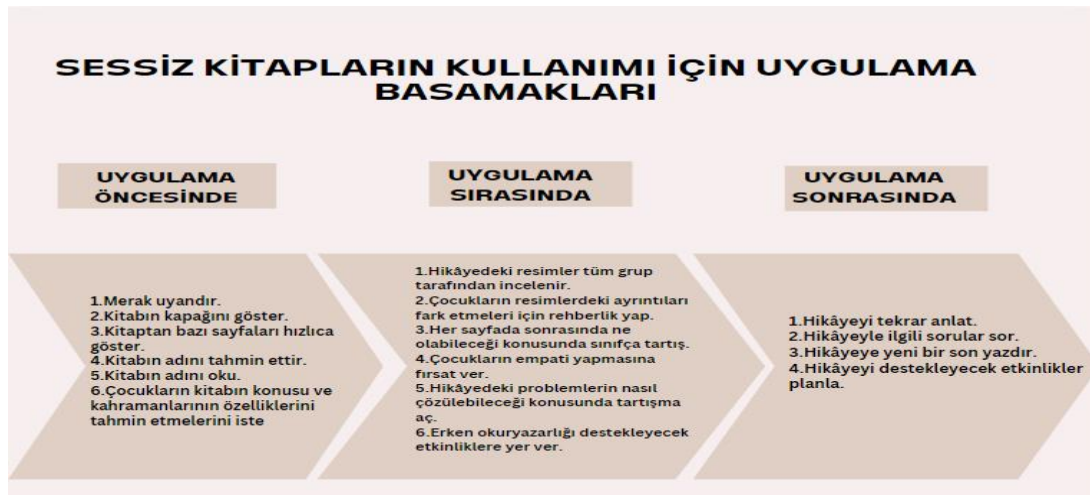 SESSİZ KİTAPLARIN KULLANIMI İÇİN UYGULAMA
BASAMAKLARI
UYGULAMA
ÖNCESİNDE
1.Merak uyandır.
2.Kitabın kapağını göster.
3.Kitaptan bazı sayfaları hızlıca
göster.
4.Kitabın adını tahmin ettir.
5.Kitabın adını oku.
6.Çocukların kitabın konusu ve
kahramanlarının özelliklerini
tahmin etmelerini iste
UYGULAMA
SIRASINDA
1.Hikâyedeki resimler tüm grup
tarafından incelenir.
2.Çocukların resimlerdeki ayrıntıları
fark etmeleri için rehberlik yap.
3.Her sayfada sonrasında ne
olabileceği konusunda sınıfça tartış.
4.Çocukların empati yapmasına
fırsat ver.
5.Hikâyedeki problemlerin nasıl
çözülebileceği konusunda tartışma
aç.
6.Erken okuryazarlığı destekleyecek
etkinliklere yer ver.
UYGULAMA
SONRASINDA
1.Hikâyeyi tekrar anlat.
2.Hikâyeyle ilgili sorular sor.
3.Hikâyeye yeni bir son yazdır.
4.Hikâyeyi destekleyecek etkinlikler
planla.